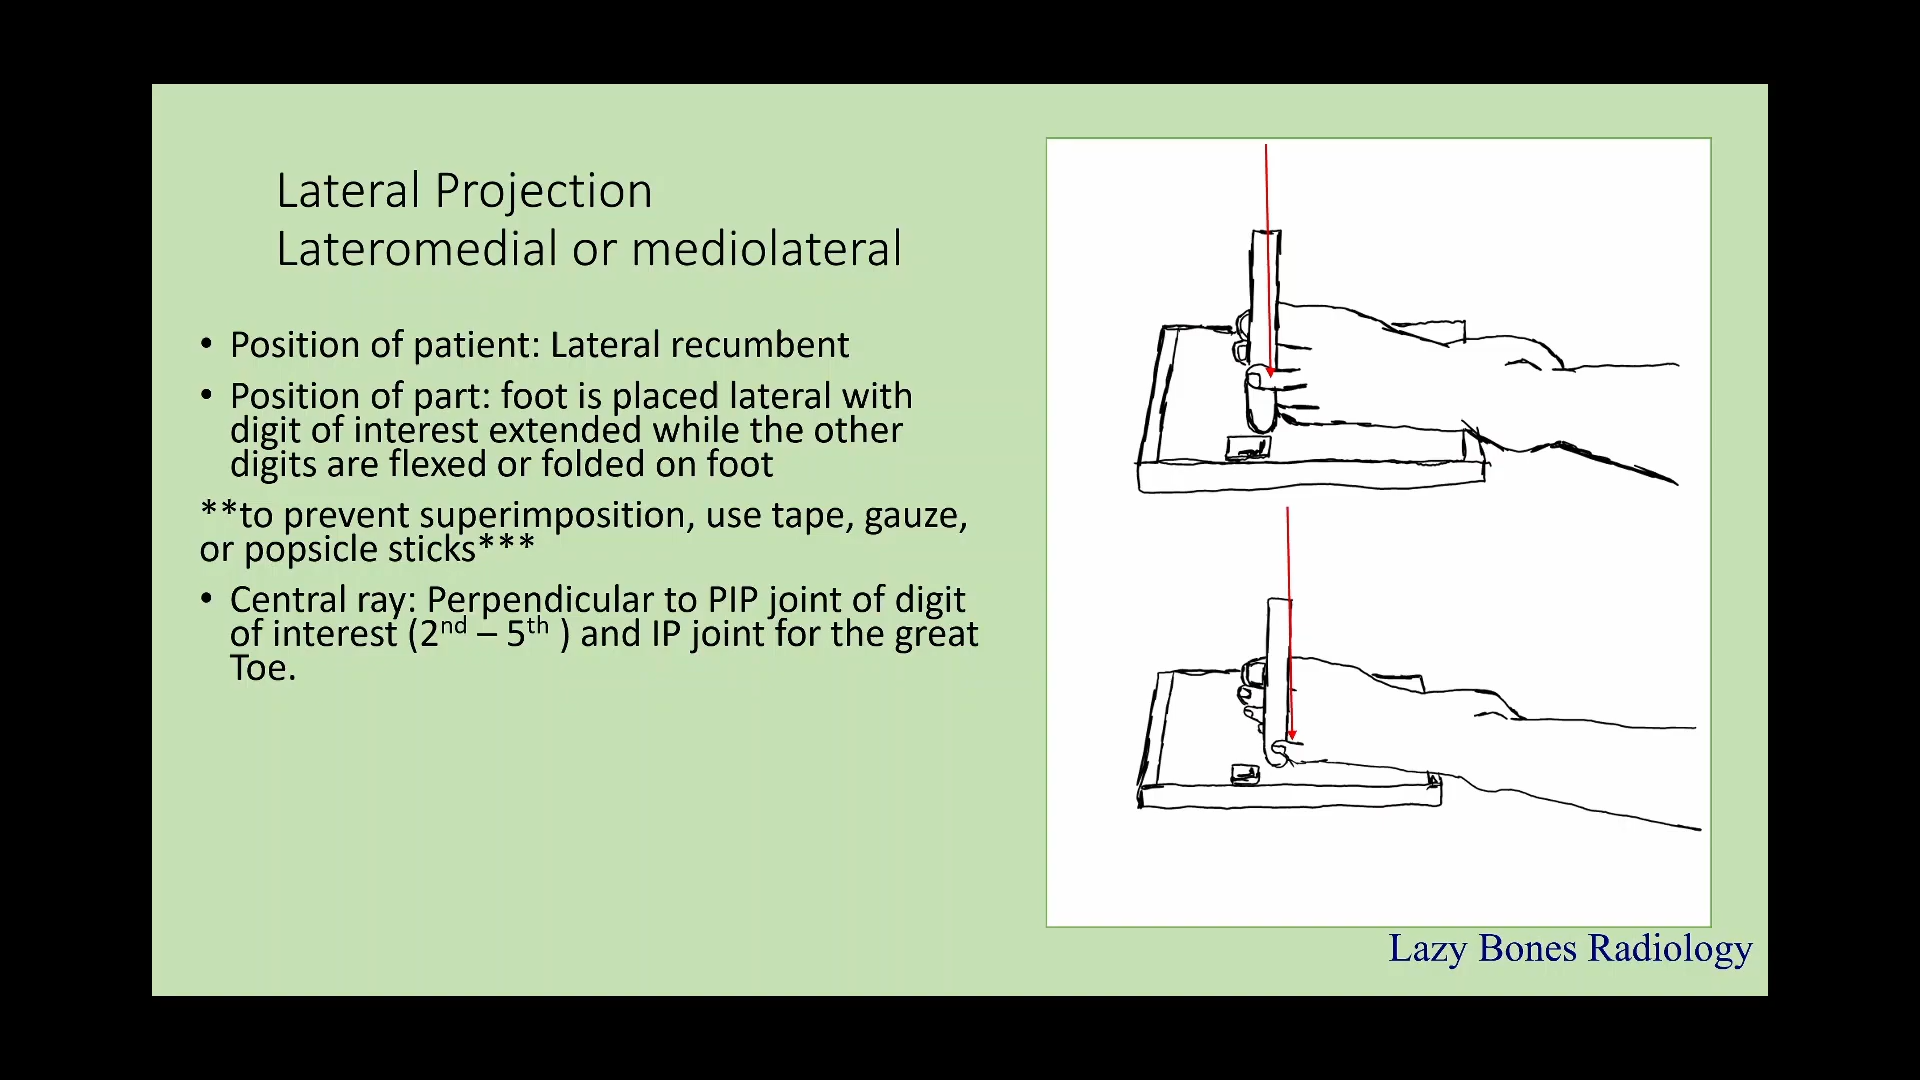 Lateral Projection
Lateromedial or mediolateral
• Position of patient: Lateral recumbent
• Position of part: foot is placed lateral with
digit of interest extended while the other
digits are flexed or folded on foot
**to prevent superimposition, use tape, gauze,
or popsicle sticks***
• Central ray: Perpendicular to PIP joint of digit
of interest (2nd – 5th ) and IP joint for the great
Toe.
Lazy Bones Radiology